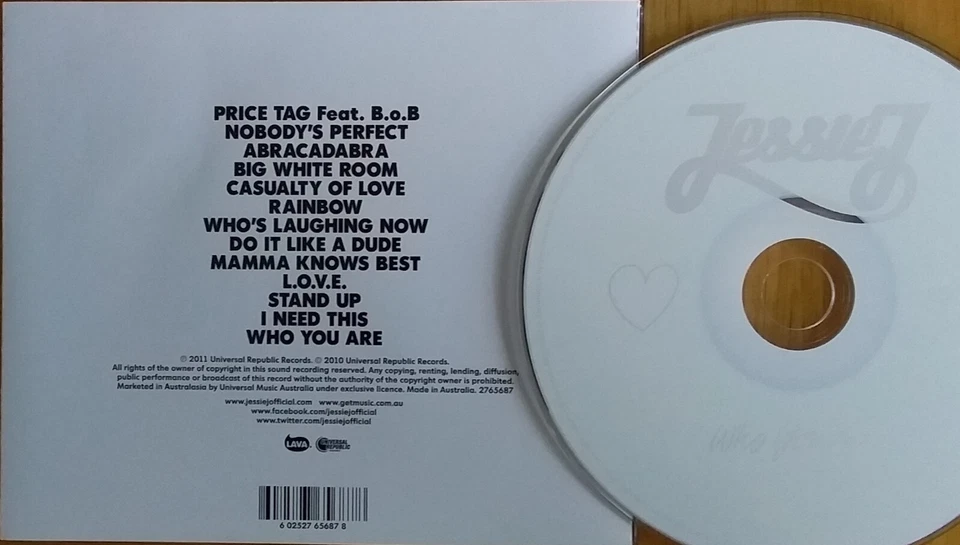 PRICE TAG Feat. B.o.B
NOBODY'S PERFECT
ABRACADABRA
BIG WHITE ROOM
CASUALTY OF LOVE
RAINBOW
WHO'S LAUGHING NOW
DO IT LIKE A DUDE
MAMMA KNOWS BEST
L.O.V.E.
STAND UP
I NEED THIS
WHO YOU ARE
℗ 2011 Universal Republic Records. © 2010 Universal Republic Records.
All rights of the owner of copyright in this sound recording reserved. Any copying, renting, lending, diffusion,
public performance or broadcast of this record without the authority of the copyright owner is prohibited.
Marketed in Australasia by Universal Music Australia under exclusive licence. Made in Australia. 2765687
www.jessiejofficial.com www.getmusic.com.au
www.facebook.com/jessiejofficial
www.twitter.com/jessiejofficial
LAVA
UNIVERSAL
REPUBLIC
6 02527 65687 8
Jessie J